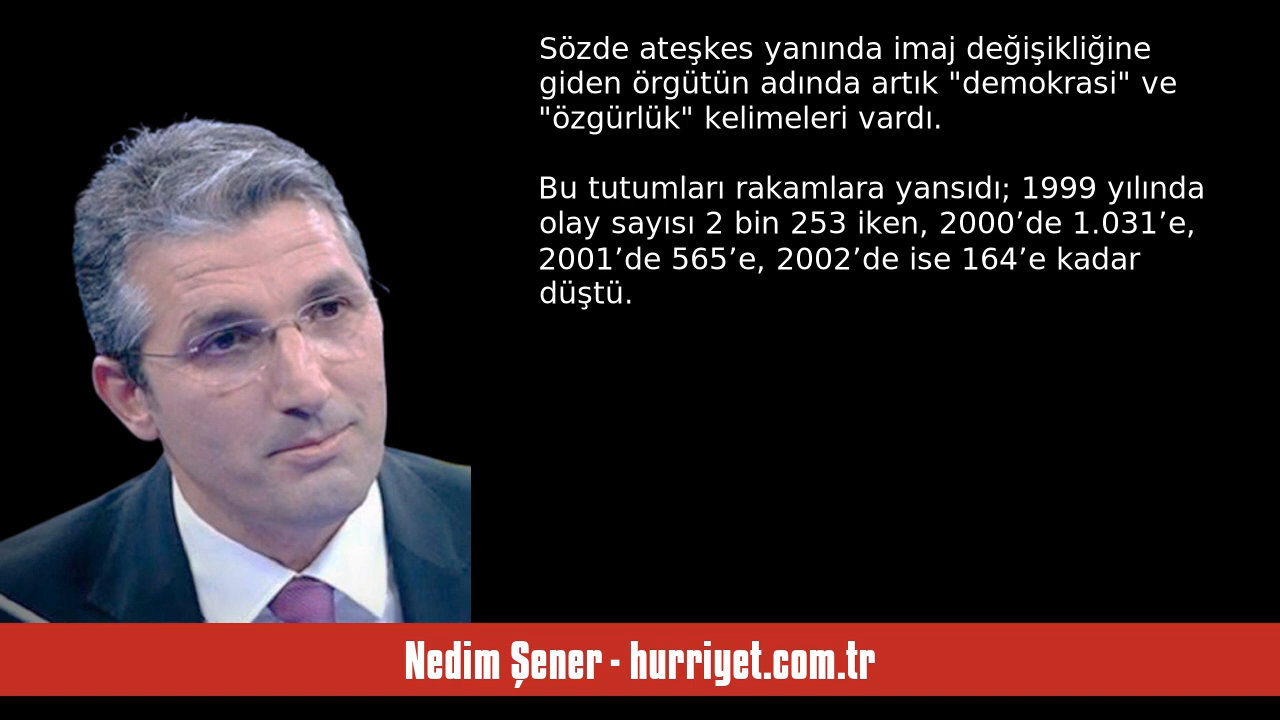 Sözde ateşkes yanında imaj değişikliğine
giden örgütün adında artık "demokrasi" ve
"özgürlük" kelimeleri vardı.
Bu tutumları rakamlara yansıdı; 1999 yılında
olay sayısı 2 bin 253 iken, 2000’de 1.031’e,
2001’de 565’e, 2002’de ise 164’e kadar
düştü.
Nedim Şener - hurriyet.com.tr